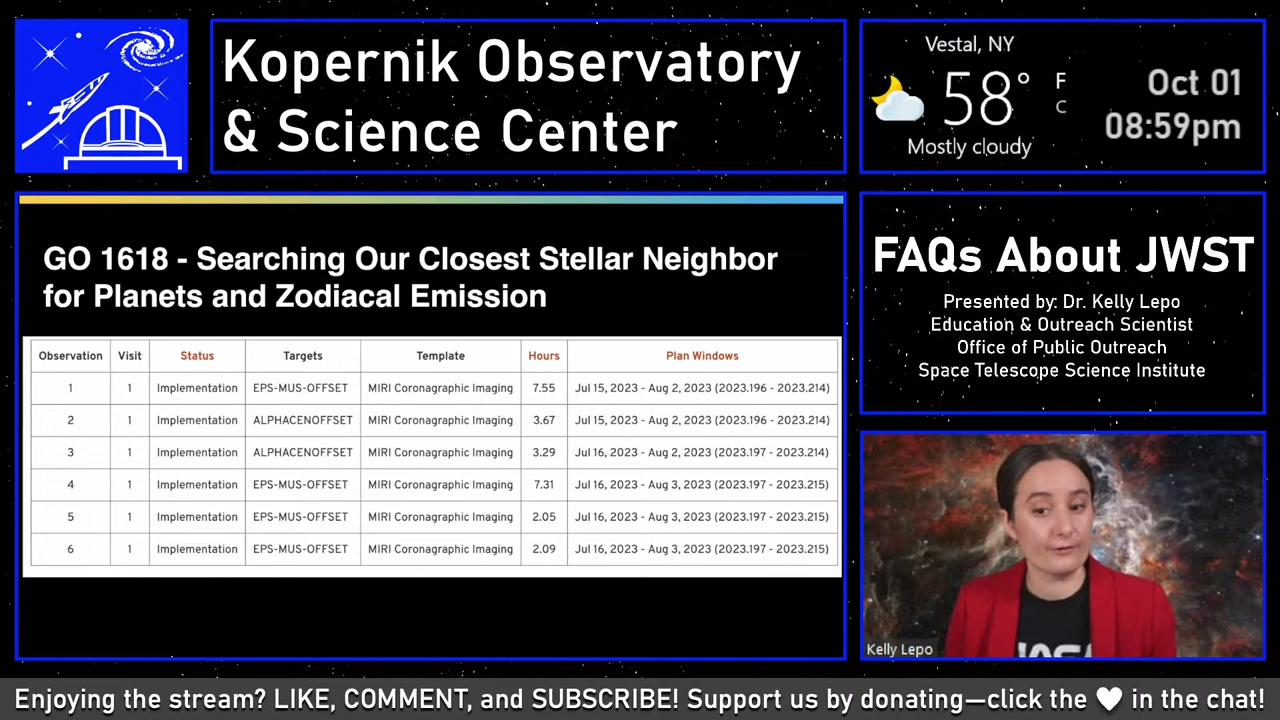 Kopernik Observatory
& Science Center
Vestal, NY
58° F
C
Mostly cloudy
Oct 01
08:59pm
GO 1618 - Searching Our Closest Stellar Neighbor
for Planets and Zodiacal Emission
Observation Visit Status Targets Template Hours Plan Windows
1 1 Implementation EPS-MUS-OFFSET MIRI Coronagraphic Imaging 7.55 Jul 15, 2023 - Aug 2, 2023 (2023.196 - 2023.214)
2 1 Implementation ALPHACENOFFSET MIRI Coronagraphic Imaging 3.67 Jul 15, 2023 - Aug 2, 2023 (2023.196 - 2023.214)
3 1 Implementation ALPHACENOFFSET MIRI Coronagraphic Imaging 3.29 Jul 16, 2023 - Aug 2, 2023 (2023.197 - 2023.214)
4 1 Implementation EPS-MUS-OFFSET MIRI Coronagraphic Imaging 7.31 Jul 16, 2023 - Aug 3, 2023 (2023.197 - 2023.215)
5 1 Implementation EPS-MUS-OFFSET MIRI Coronagraphic Imaging 2.05 Jul 16, 2023 - Aug 3, 2023 (2023.197 - 2023.215)
6 1 Implementation EPS-MUS-OFFSET MIRI Coronagraphic Imaging 2.09 Jul 16, 2023 - Aug 3, 2023 (2023.197 - 2023.215)
FAQs About JWST
Presented by: Dr. Kelly Lepo
Education & Outreach Scientist
Office of Public Outreach
Space Telescope Science Institute
Kelly Lepo
Enjoying the stream? LIKE, COMMENT, and SUBSCRIBE! Support us by donating—click the ♥ in the chat!